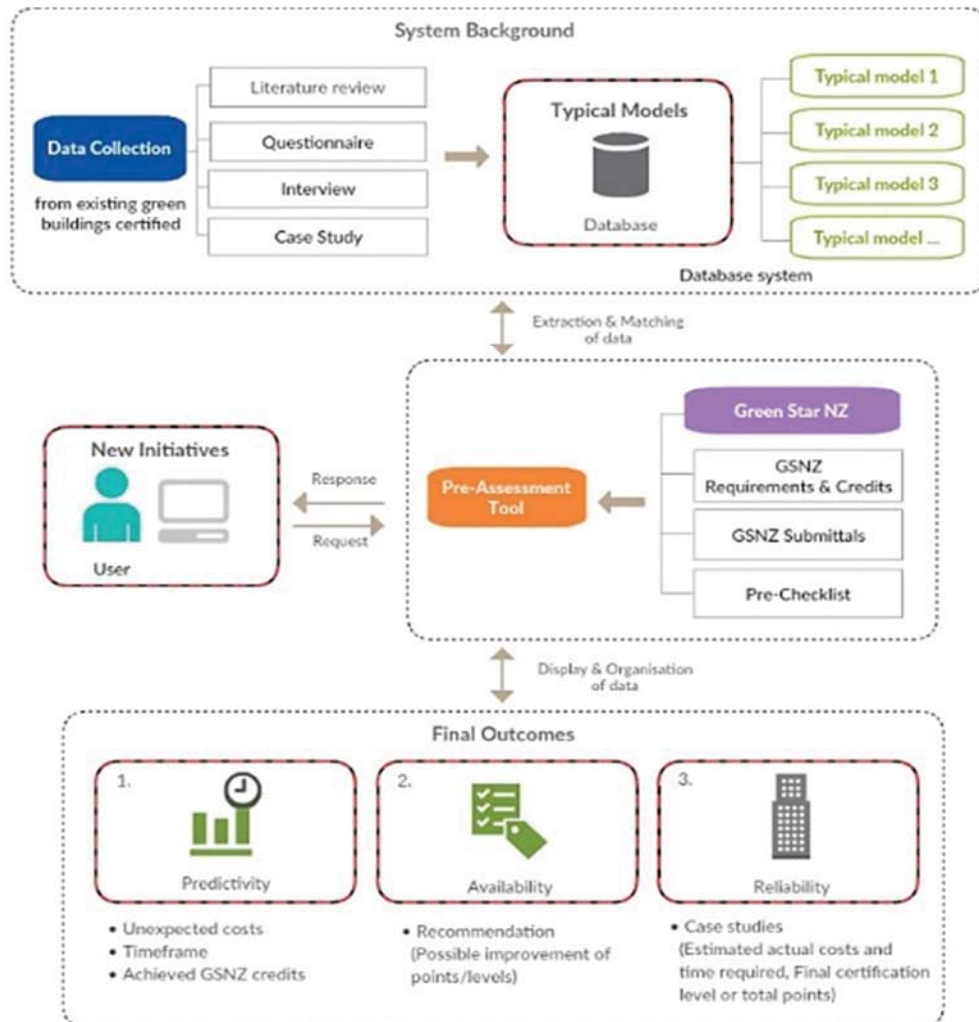 System Background
Data Collection
from existing green
buildings certified
Literature review
Questionnaire
Interview
Case Study
Typical Models
Database
Typical model 1
Typical model 2
Typical model 3
Typical model ...
Database system
Extraction & Matching
of data
New Initiatives
User
Response
Request
Pre-Assessment
Tool
Green Star NZ
GSNZ
Requirements & Credits
GSNZ Submittals
Pre-Checklist
Display & Organisation
of data
Final Outcomes
1.
Predictivity
• Unexpected costs
• Timeframe
• Achieved GSNZ credits
2.
Availability
• Recommendation
(Possible improvement of
points/levels)
3.
Reliability
• Case studies
(Estimated actual costs and
time required, Final certification
level or total points)